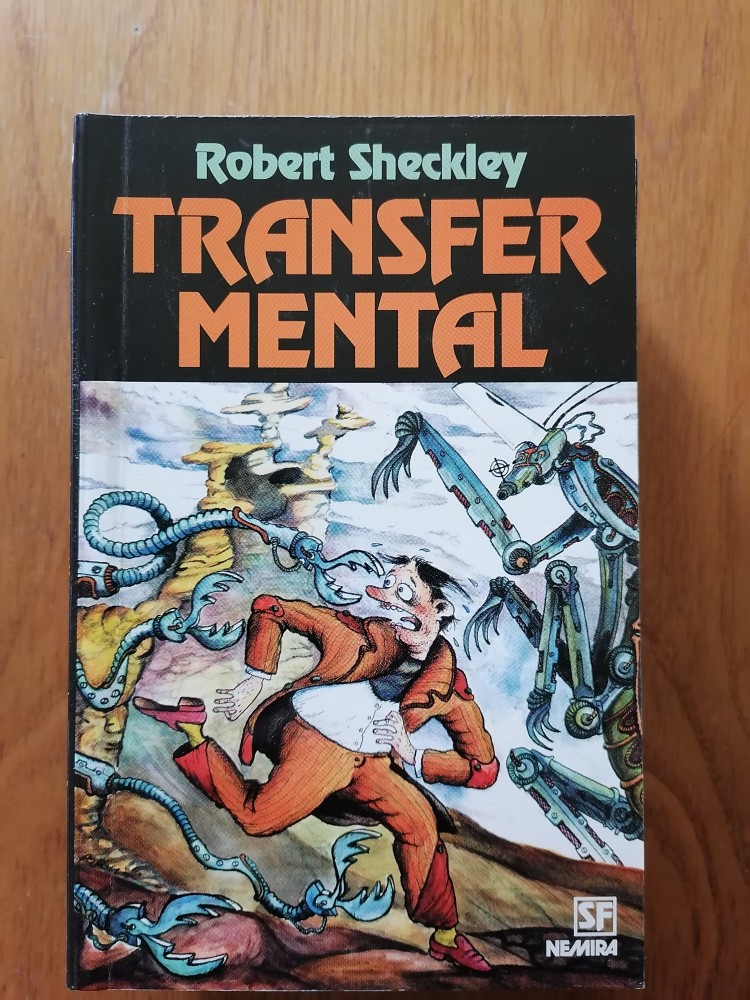 Robert Sheckley
TRANSFER
MENTAL
SF
NEMIRA